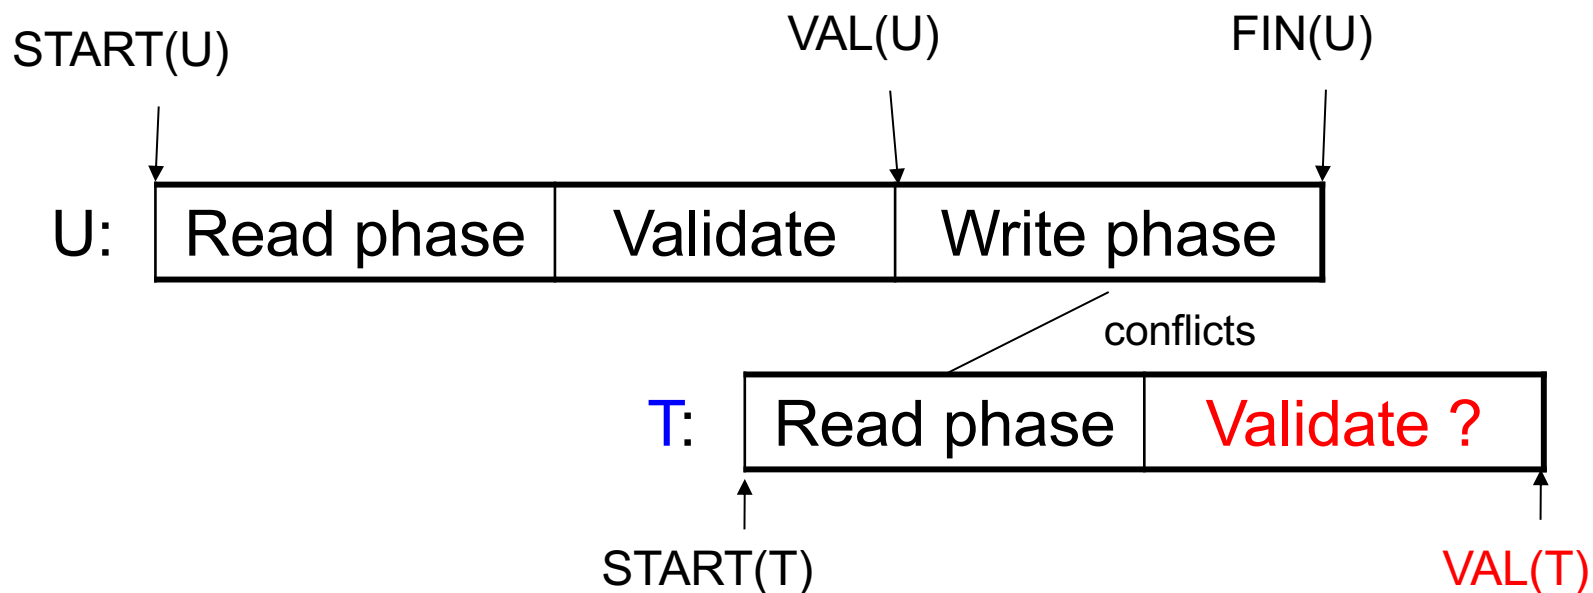 START(U)
VAL(U)
FIN(U)
U: Read phase Validate Write phase
conflicts
T: Read phase Validate ?
START(T)
VAL(T)